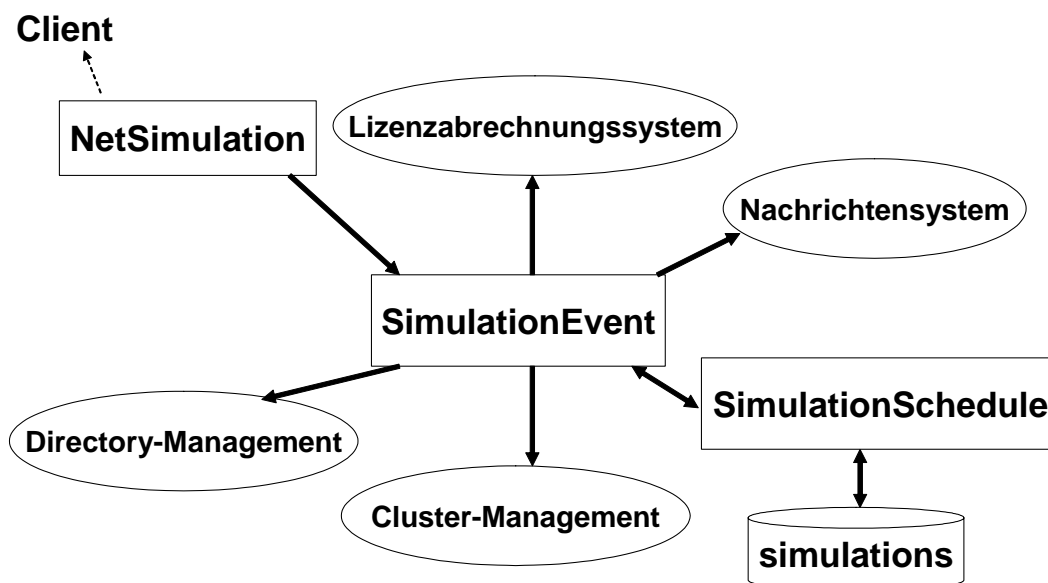 Client
NetSimulation
Lizenzabrechnungssystem
Nachrichtensystem
SimulationEvent
SimulationSchedule
Directory-Management
Cluster-Management
simulations